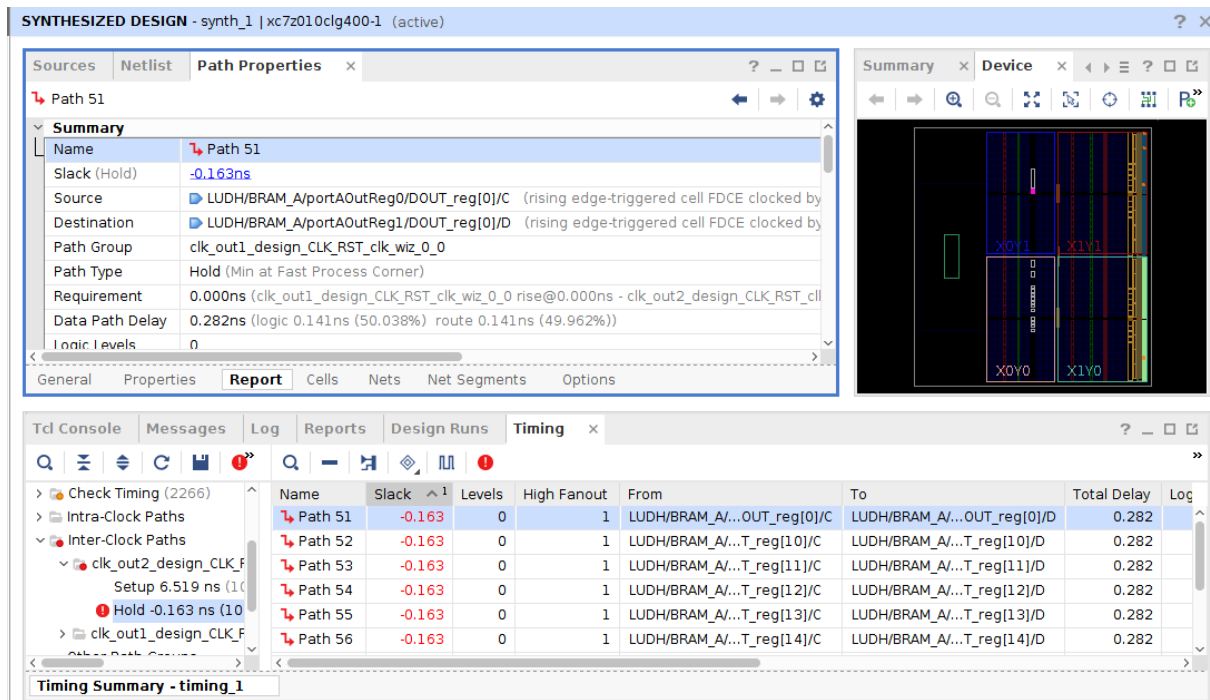 SYNTHESIZED DESIGN - synth_1 | xc7z010clg400-1 (active)
Sources Netlist Path Properties
Path 51
Summary
Name Path 51
Slack (Hold) -0.163ns
Source LUDH/BRAM_A/portAOutReg0/DOUT_reg[0]/C (rising edge-triggered cell FDCE clocked by
Destination LUDH/BRAM_A/portAOutReg1/DOUT_reg[0]/D (rising edge-triggered cell FDCE clocked by
Path Group clk_out1_design_CLK_RST_clk_wiz_0_0
Path Type Hold (Min at Fast Process Corner)
Requirement 0.000ns (clk_out1_design_CLK_RST_clk_wiz_0_0 rise@0.000ns - clk_out2_design_CLK_RST_cl
Data Path Delay 0.282ns (logic 0.141ns (50.038%) route 0.141ns (49.962%))
Logic Levels 0
General Properties Report Cells Nets Net Segments Options
Summary Device
X0Y1 X1Y1
X0Y0 X1Y0
Tcl Console Messages Log Reports Design Runs Timing
Check Timing (2266)
Intra-Clock Paths
Inter-Clock Paths
clk_out2_design_CLK_F
Setup 6.519 ns (10
Hold -0.163 ns (10
clk_out1_design_CLK_F
Other Path Groups
Name Slack 1 Levels High Fanout From To Total Delay Log
Path 51 -0.163 0 1 LUDH/BRAM_A/...OUT_reg[0]/C LUDH/BRAM_A/...OUT_reg[0]/D 0.282
Path 52 -0.163 0 1 LUDH/BRAM_A/...T_reg[10]/C LUDH/BRAM_A/...T_reg[10]/D 0.282
Path 53 -0.163 0 1 LUDH/BRAM_A/...T_reg[11]/C LUDH/BRAM_A/...T_reg[11]/D 0.282
Path 54 -0.163 0 1 LUDH/BRAM_A/...T_reg[12]/C LUDH/BRAM_A/...T_reg[12]/D 0.282
Path 55 -0.163 0 1 LUDH/BRAM_A/...T_reg[13]/C LUDH/BRAM_A/...T_reg[13]/D 0.282
Path 56 -0.163 0 1 LUDH/BRAM_A/...T_reg[14]/C LUDH/BRAM_A/...T_reg[14]/D 0.282
Timing Summary - timing_1